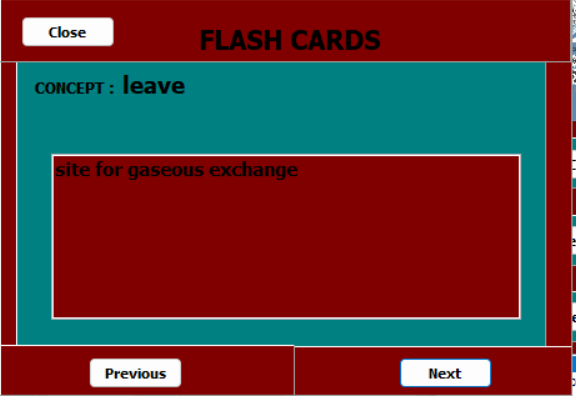 Close
FLASH CARDS
CONCEPT : leave
site for gaseous exchange
Previous
Next